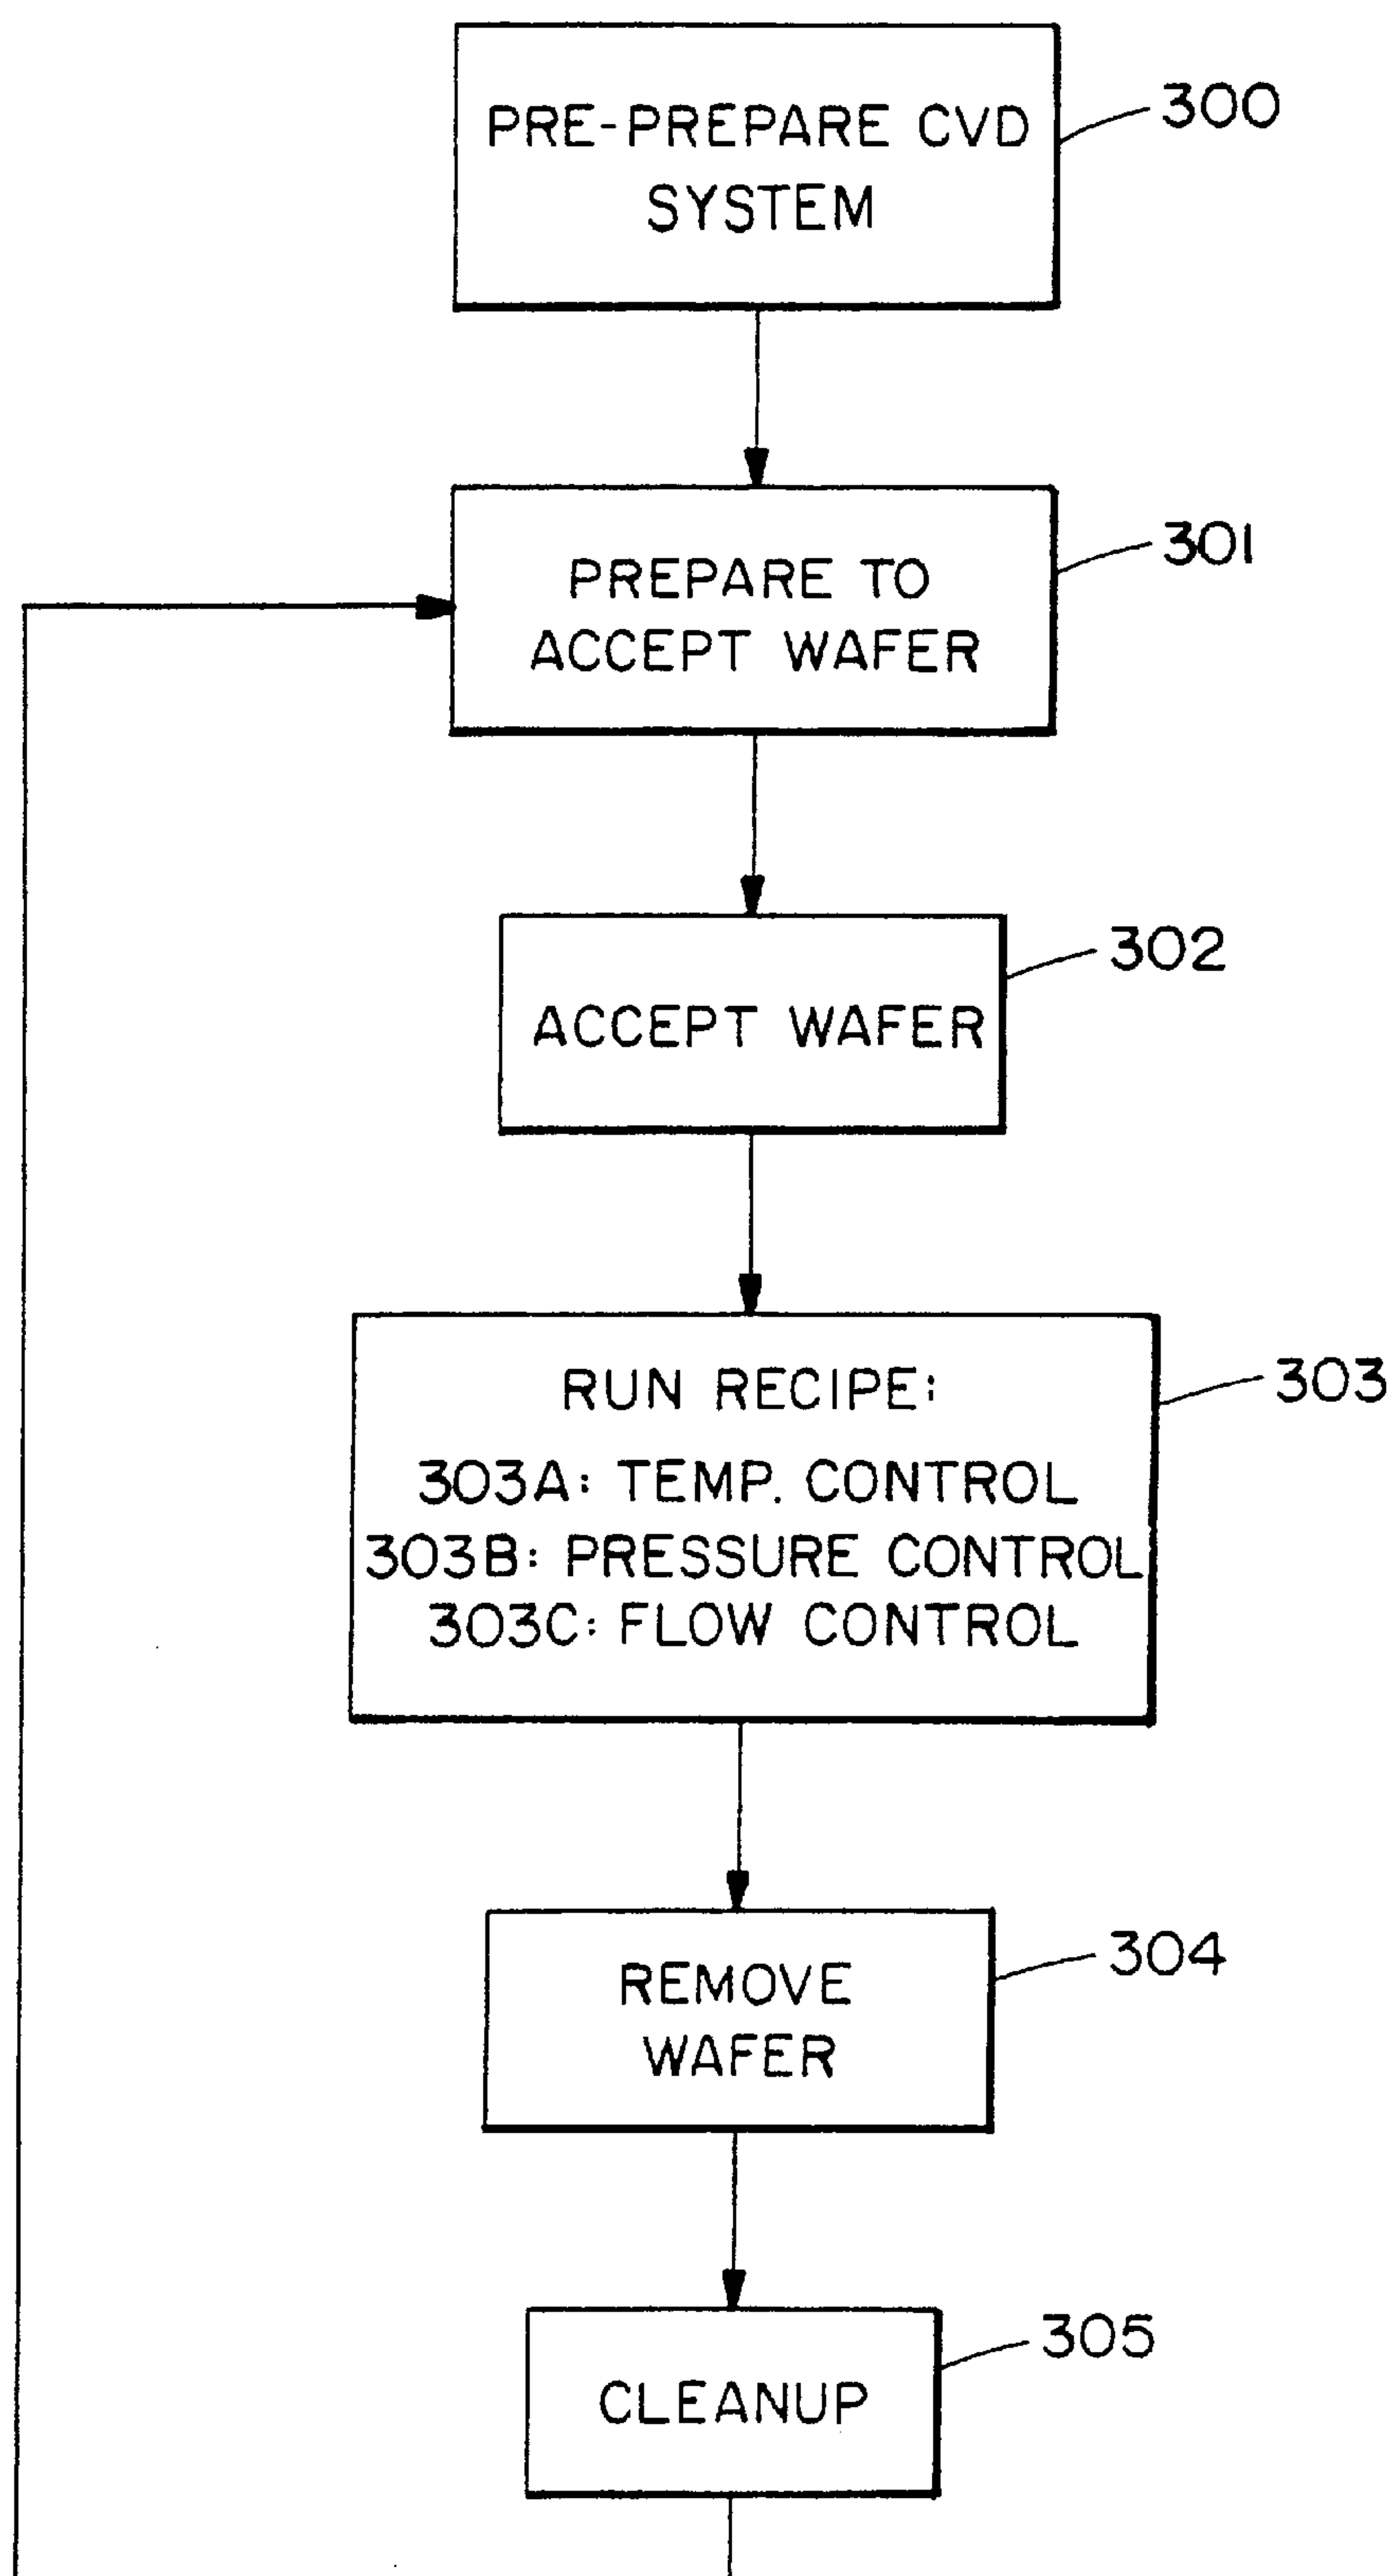 PRE-PREPARE CVD
SYSTEM
300
PREPARE TO
ACCEPT WAFER
301
ACCEPT WAFER
302
RUN RECIPE:
303A: TEMP. CONTROL
303B: PRESSURE CONTROL
303C: FLOW CONTROL
303
REMOVE
WAFER
304
CLEANUP
305